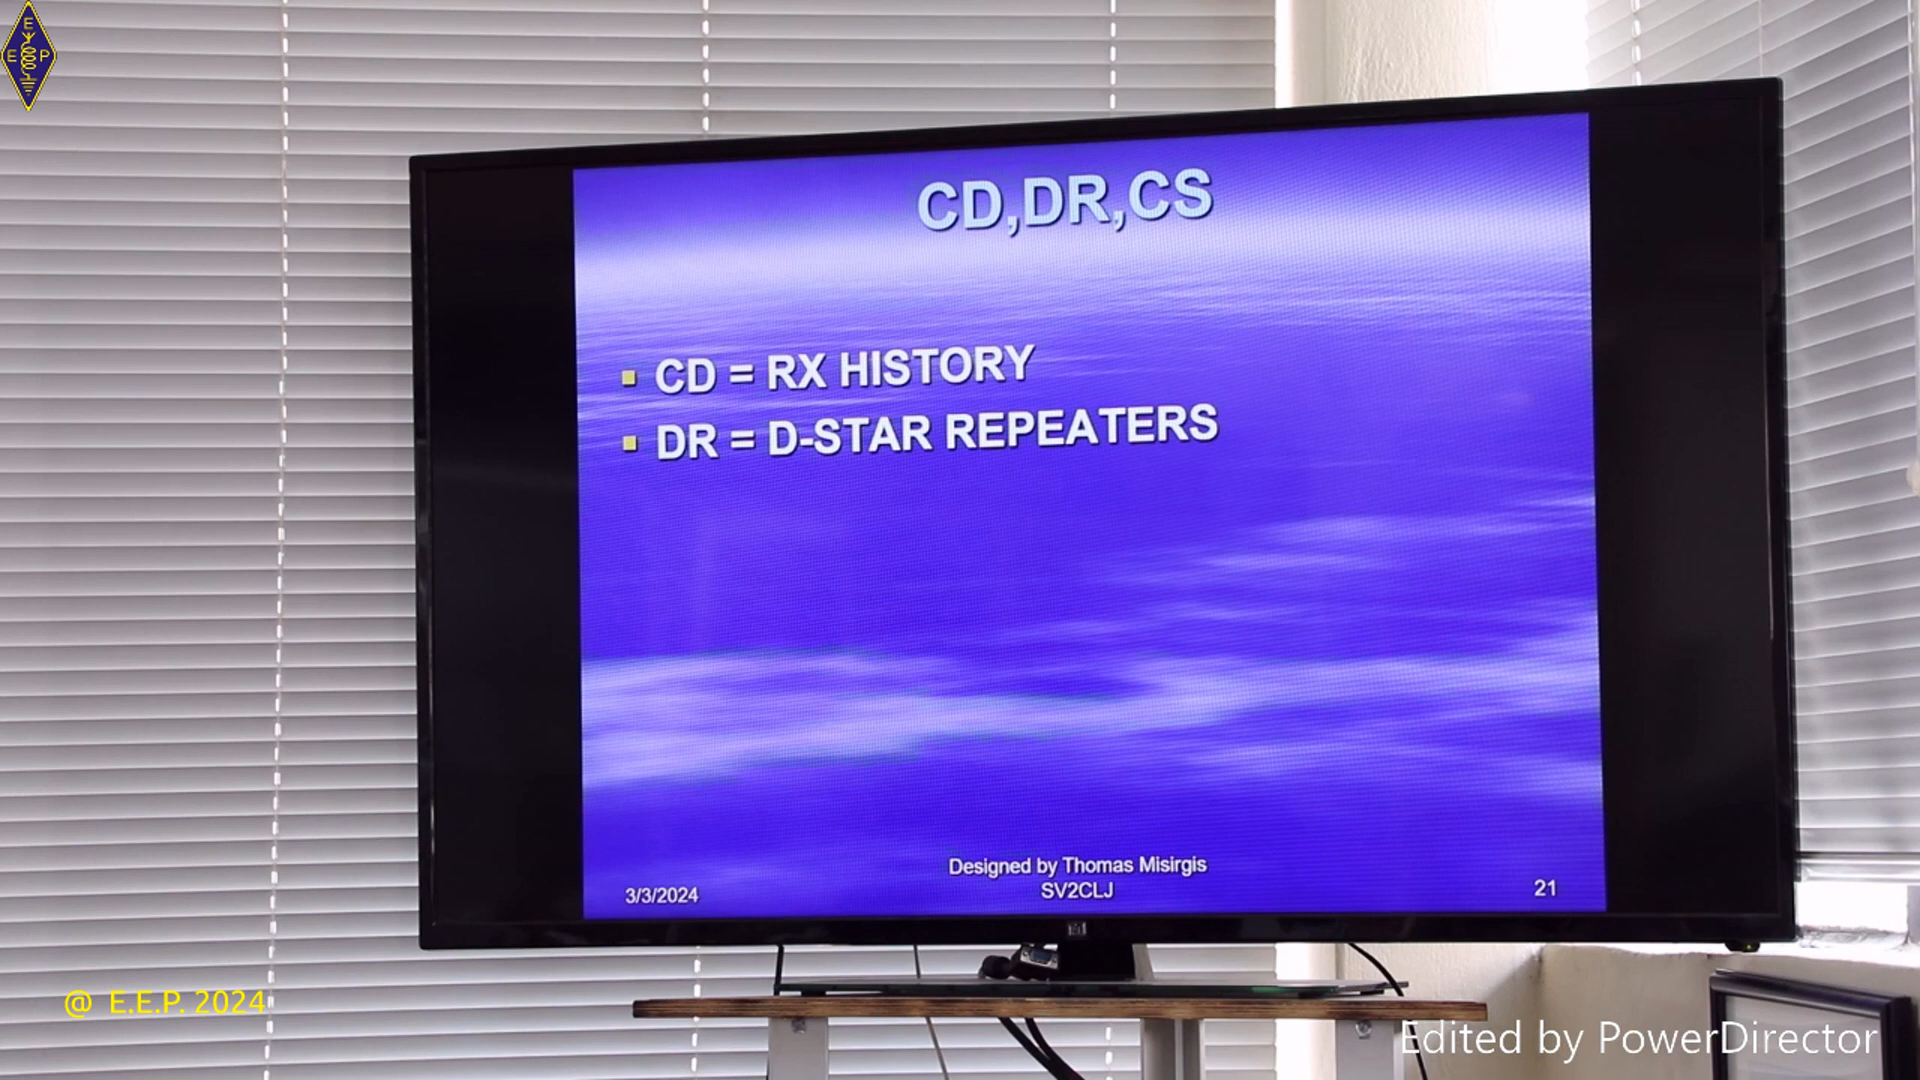 E
E P
CD,DR,CS
CD = RX HISTORY
DR = D-STAR REPEATERS
Designed by Thomas Misirgis
3/3/2024 SV2CLJ 21
@ E.E.P. 2024
Edited by PowerDirector